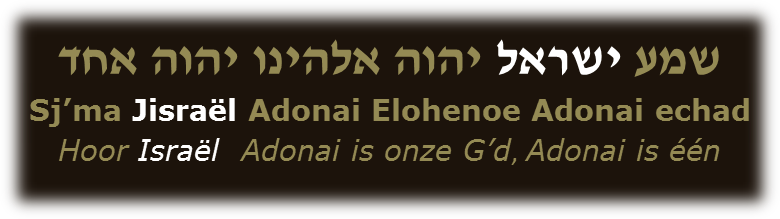 שמע ישראל יהוה אלהינו יהוה אחד
Sj’ma Jisraël Adonai Elohenoe Adonai echad
Hoor Israël Adonai is onze G’d, Adonai is één